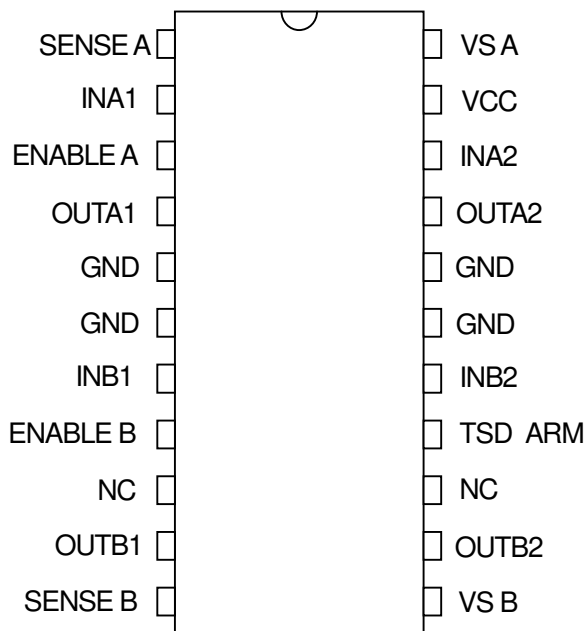 SENSE A VS A
INA1 VCC
ENABLE A INA2
OUTA1 OUTA2
GND GND
GND GND
INB1 INB2
ENABLE B TSD ARM
NC NC
OUTB1 OUTB2
SENSE B VS B